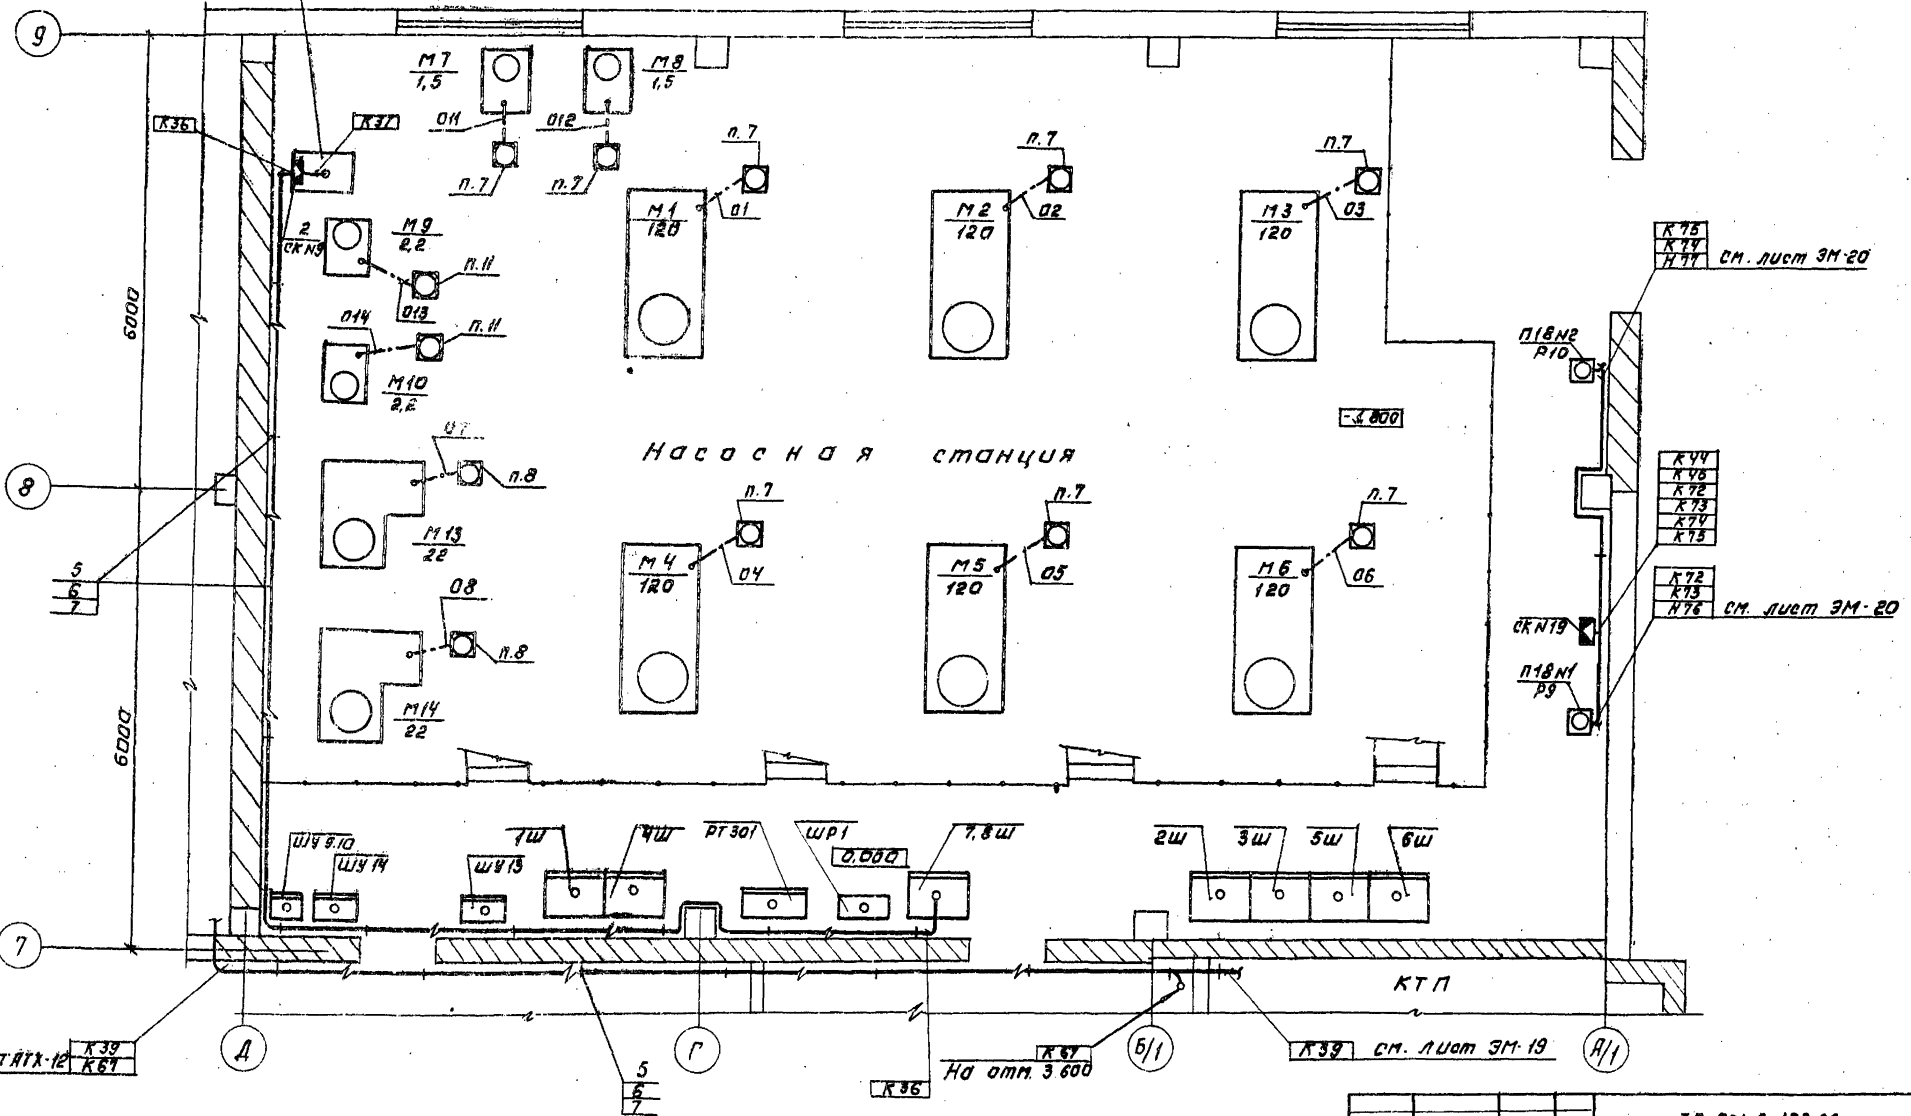 9
М7
1,5
М8
1,5
К36
К37
011
012
п.7
п.7
п.7
п.7
п.7
М1
120
01
М2
120
02
М3
120
03
2
СК N9
М9
2,2
п.11
013
014
п.11
М10
2,2
6000
К75
К74
Н77
см. лист ЭМ-20
П18 N2
Р10
07
п.8
Насосная станция
8
М13
22
п.7
п.7
п.7
М4
120
04
М5
120
05
М6
120
06
К44
К46
К72
К73
К74
К75
5
6
7
08
п.8
М14
22
К72
К73
Н76
см. лист ЭМ-20
СК N19
П18 N1
Р9
6000
ШУ 9.10
ШУ 14
ШУ 13
1Ш
4Ш
РТ 301
ШР1
0,000
7,8Ш
2Ш
3Ш
5Ш
6Ш
7
КТП
Д
Г
Б/1
А/1
АТХ-12
К39
К67
5
6
7
К36
К67
На отм. 3.600
К39
см. лист ЭМ-19